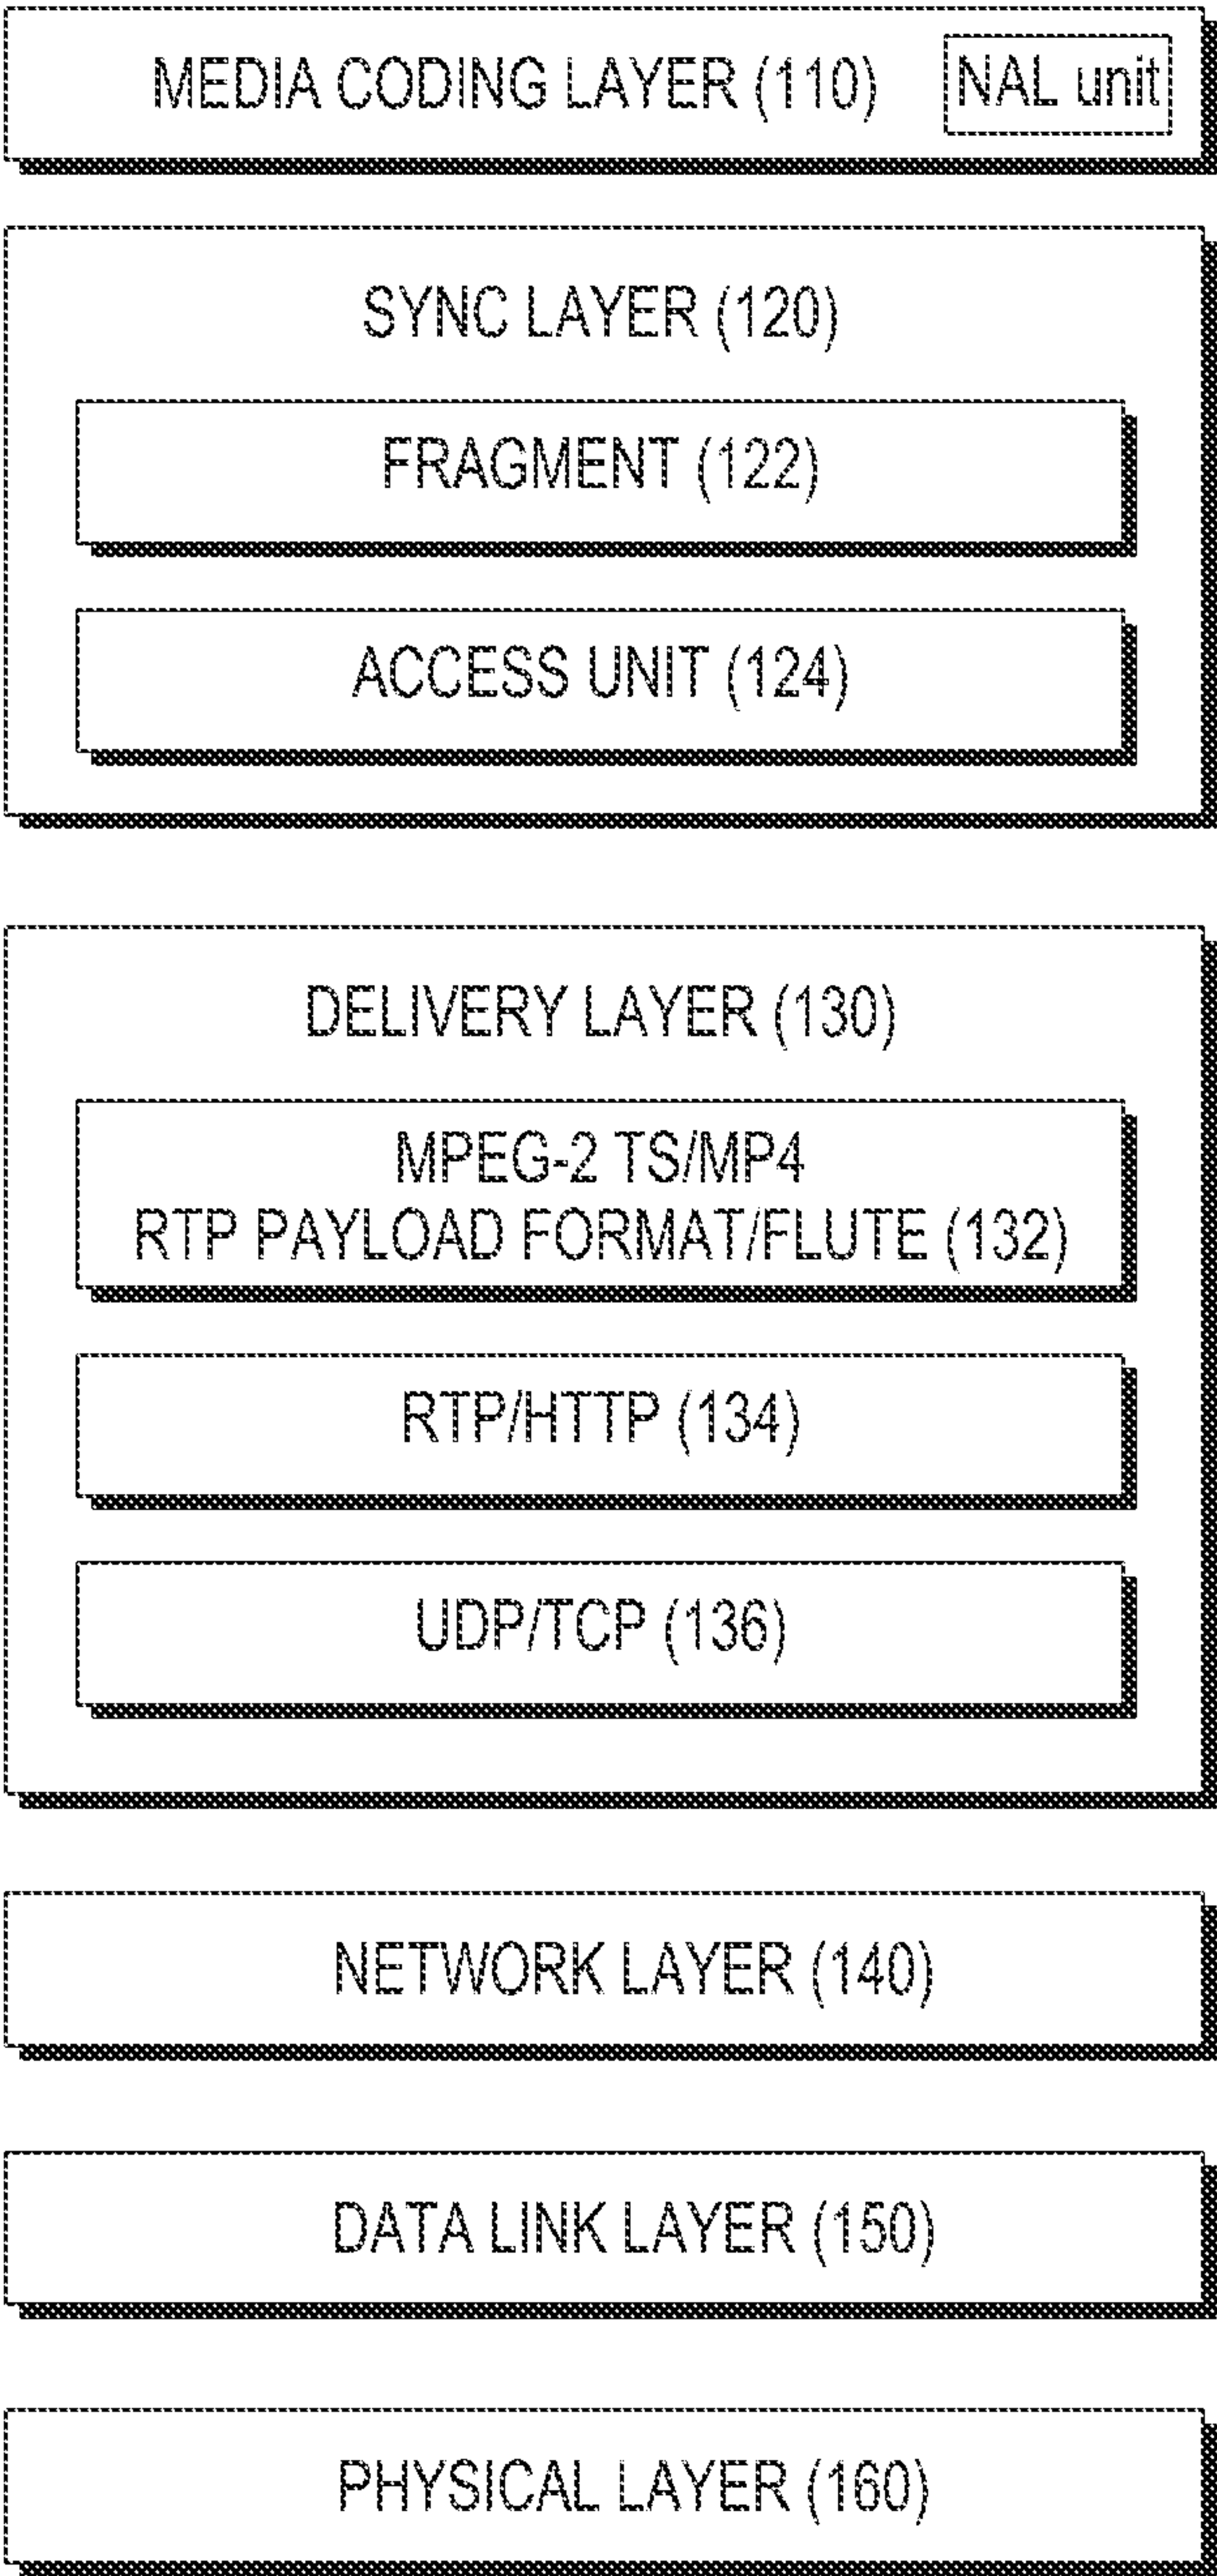 MEDIA CODING LAYER (110) NAL unit
SYNC LAYER (120)
FRAGMENT (122)
ACCESS UNIT (124)
DELIVERY LAYER (130)
MPEG-2 TS/MP4
RTP PAYLOAD FORMAT/FLUTE (132)
RTP/HTTP (134)
UDP/TCP (136)
NETWORK LAYER (140)
DATA LINK LAYER (150)
PHYSICAL LAYER (160)